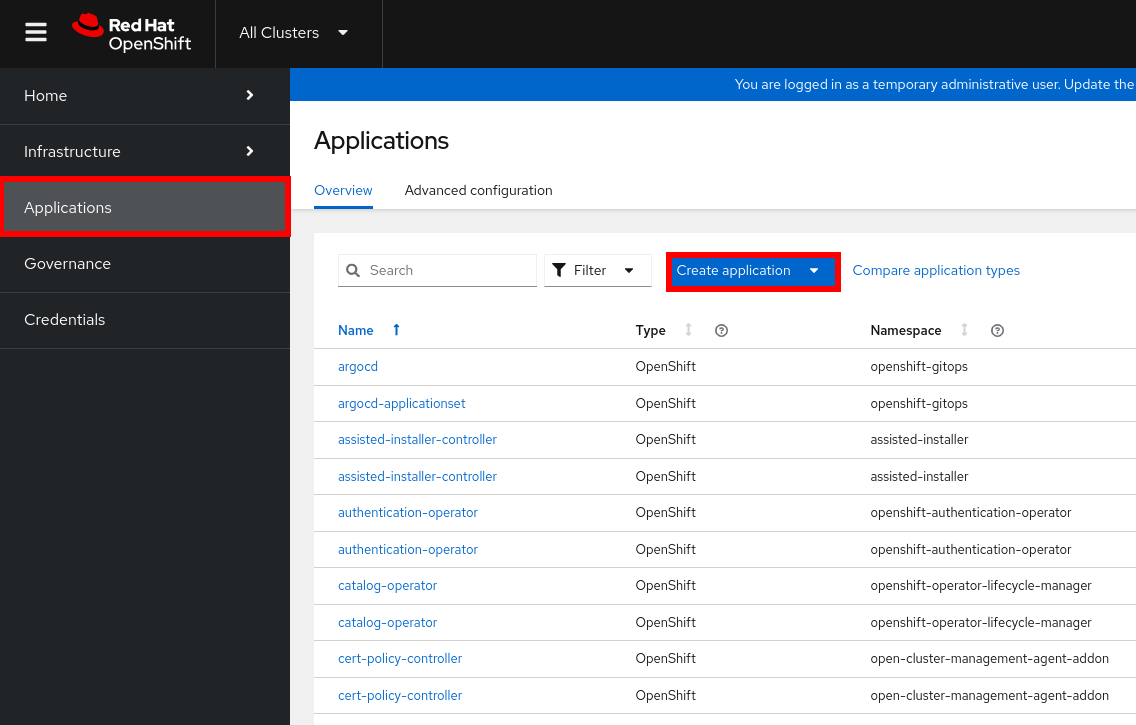 Red Hat
OpenShift
All Clusters
Home
Infrastructure
Applications
Governance
Credentials
You are logged in as a temporary administrative user. Update the
Applications
Overview Advanced configuration
Search Filter Create application Compare application types
Name Type Namespace
argocd OpenShift openshift-gitops
argocd-applicationset OpenShift openshift-gitops
assisted-installer-controller OpenShift assisted-installer
assisted-installer-controller OpenShift assisted-installer
authentication-operator OpenShift openshift-authentication-operator
authentication-operator OpenShift openshift-authentication-operator
catalog-operator OpenShift openshift-operator-lifecycle-manager
catalog-operator OpenShift openshift-operator-lifecycle-manager
cert-policy-controller OpenShift open-cluster-management-agent-addon
cert-policy-controller OpenShift open-cluster-management-agent-addon